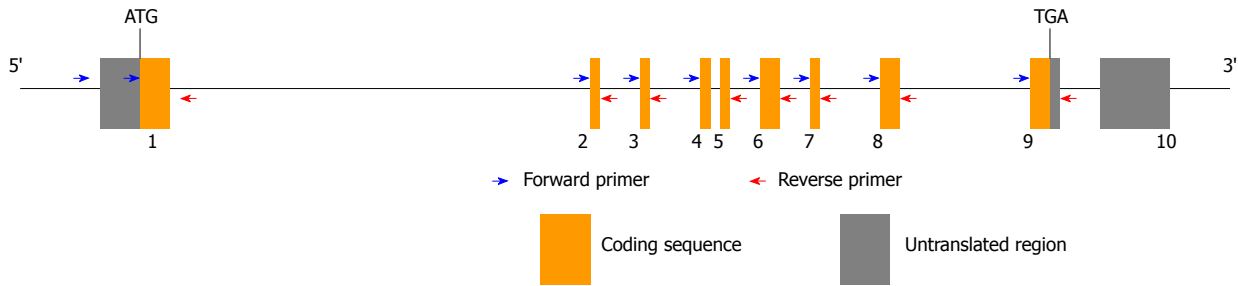 ATG
TGA
5'
3'
1
2
3
4
5
6
7
8
9
10
Forward primer
Reverse primer
Coding sequence
Untranslated region